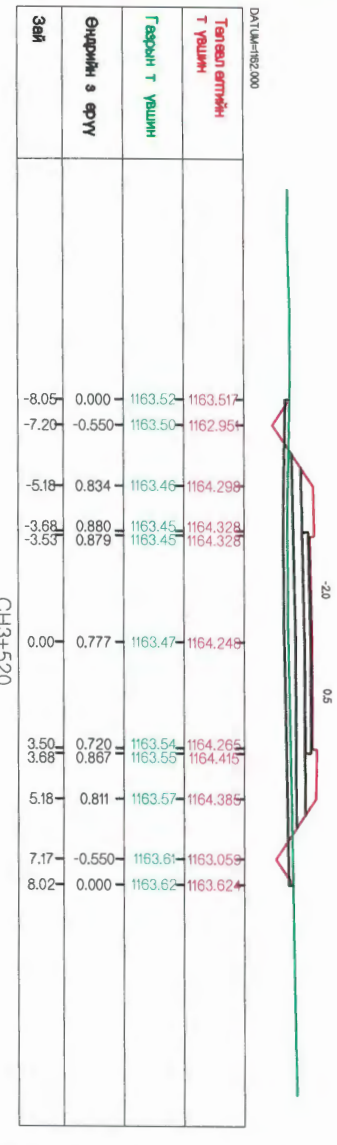 -2.0 0.5
DATUM=1162.000
Төлөвлөлтийн
т үвшин
1163.517 1162.951 1164.298 1164.328 1164.328 1164.248 1164.265 1164.415 1164.385 1163.059 1163.624
Газрын т үвшин
1163.52 1163.50 1163.46 1163.45 1163.45 1163.47 1163.54 1163.55 1163.57 1163.61 1163.62
Өндрийн з өрүү
0.000 -0.550 0.834 0.880 0.879 0.777 0.720 0.867 0.811 -0.550 0.000
Зай
-8.05 -7.20 -5.18 -3.68 -3.53 0.00 3.50 3.68 5.18 7.17 8.02
CH3+520